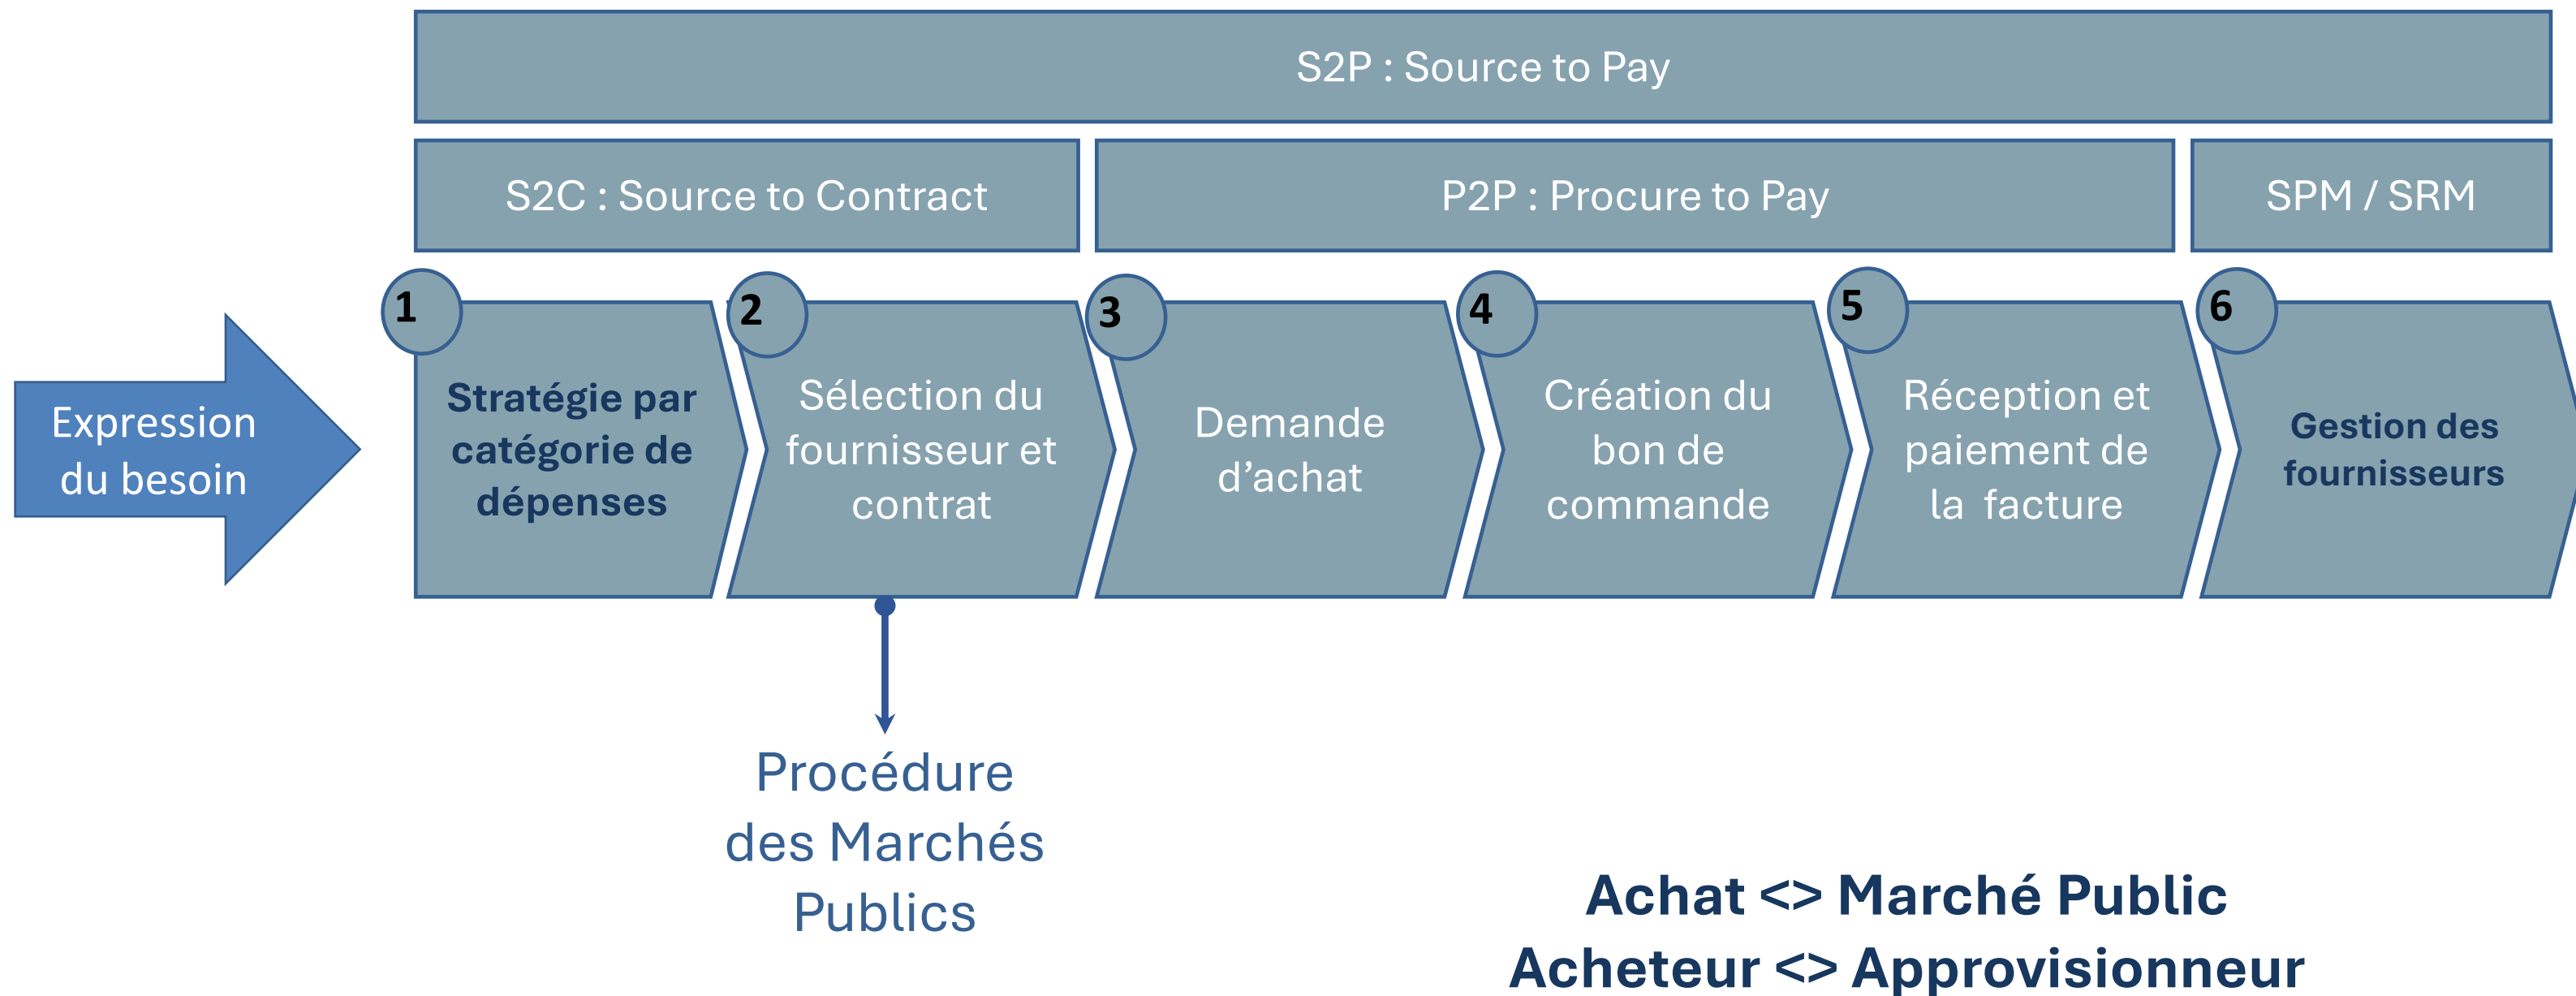 S2P : Source to Pay
S2C : Source to Contract
P2P : Procure to Pay
SPM / SRM
Expression
du besoin
1
Stratégie par
catégorie de
dépenses
2
Sélection du
fournisseur et
contrat
3
Demande
d’achat
4
Création du
bon de
commande
5
Réception et
paiement de
la  facture
6
Gestion des
fournisseurs
Procédure
des Marchés
Publics
Achat <> Marché Public
Acheteur <> Approvisionneur